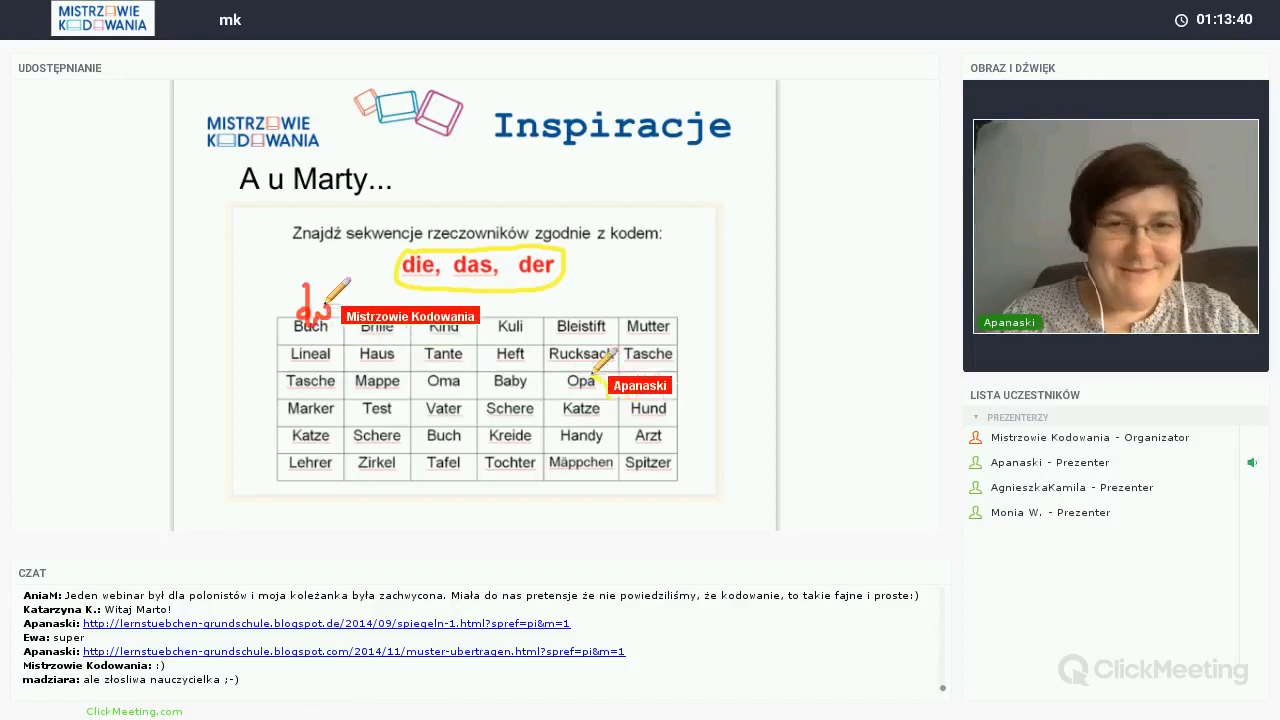 MISTRZOWIE
KODOWANIA
mk
01:13:40
UDOSTĘPNIANIE
MISTRZOWIE
KODOWANIA
Inspiracje
A u Marty...
Znajdź sekwencje rzeczowników zgodnie z kodem:
die, das, der
Mistrzowie Kodowania
Buch Brille Kind Kuli Bleistift Mutter
Lineal Haus Tante Heft Rucksack Tasche
Tasche Mappe Oma Baby Opa
Apanaski
Marker Test Vater Schere Katze Hund
Katze Schere Buch Kreide Handy Arzt
Lehrer Zirkel Tafel Tochter Mäppchen Spitzer
CZAT
AniaM: Jeden webinar był dla polonistów i moja koleżanka była zachwycona. Miała do nas pretensje że nie powiedziliśmy, że kodowanie, to takie fajne i proste:)
Katarzyna K.: Witaj Marto!
Apanaski: http://lernstuebchen-grundschule.blogspot.de/2014/09/spiegeln-1.html?spref=pi&m=1
Ewa: super
Apanaski: http://lernstuebchen-grundschule.blogspot.com/2014/11/muster-ubertragen.html?spref=pi&m=1
Mistrzowie Kodowania: :)
madziara: ale złosliwa nauczycielka ;-)
ClickMeeting.com
OBRAZ I DŹWIĘK
Apanaski
LISTA UCZESTNIKÓW
PREZENTERZY
Mistrzowie Kodowania - Organizator
Apanaski - Prezenter
AgnieszkaKamila - Prezenter
Monia W. - Prezenter
ClickMeeting